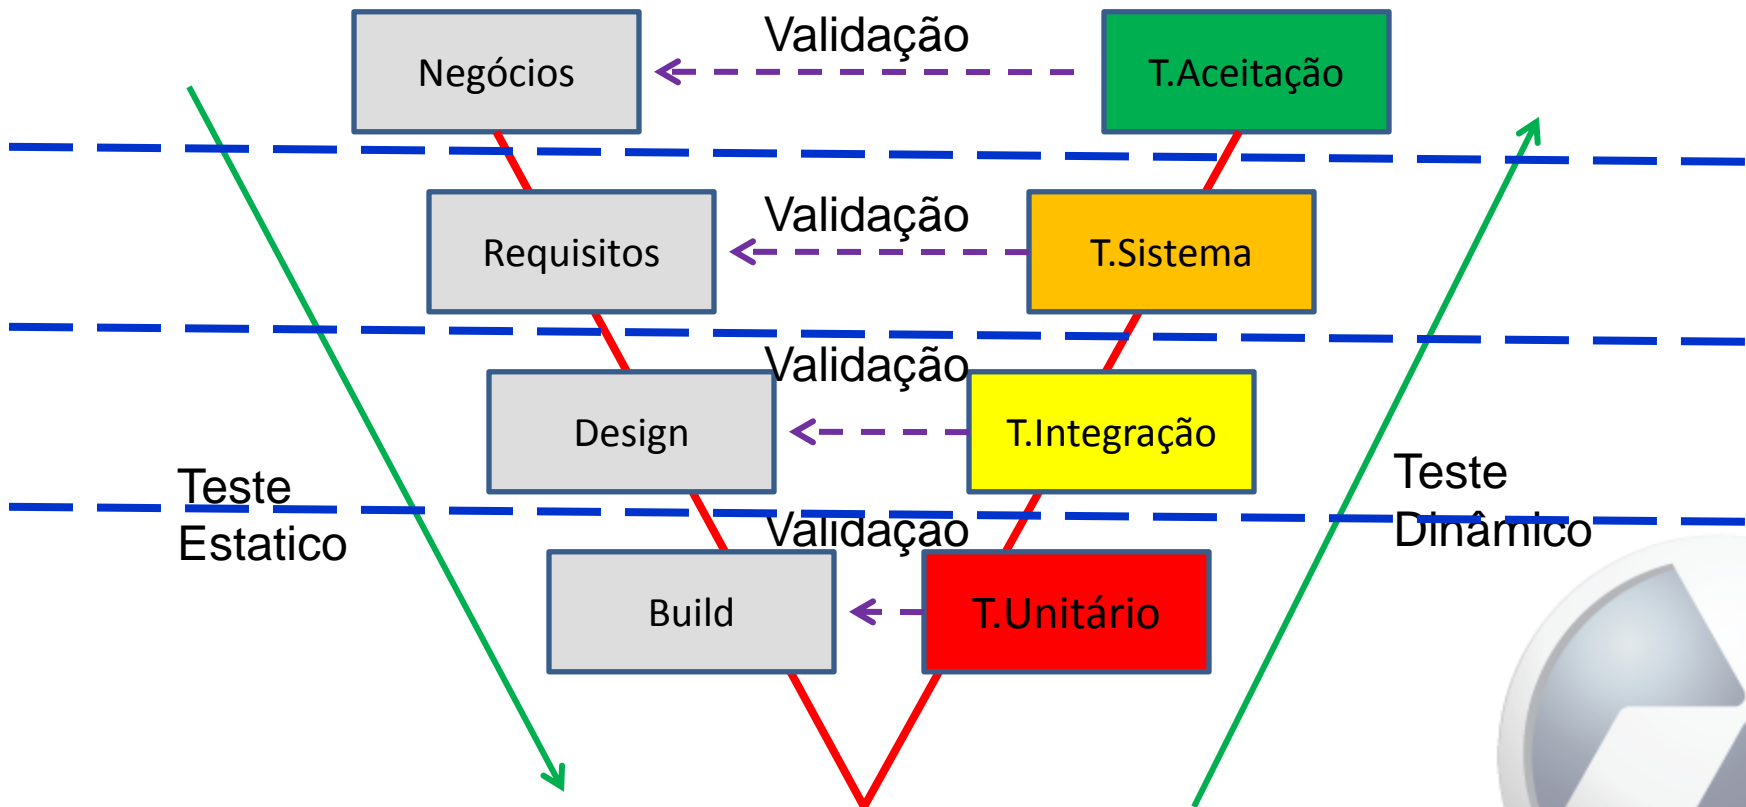 Validação
Negócios
T.Aceitação
Validação
Requisitos
T.Sistema
Validação
Design
T.Integração
Teste
Estatico
Teste
Dinâmico
Validação
Build
T.Unitário